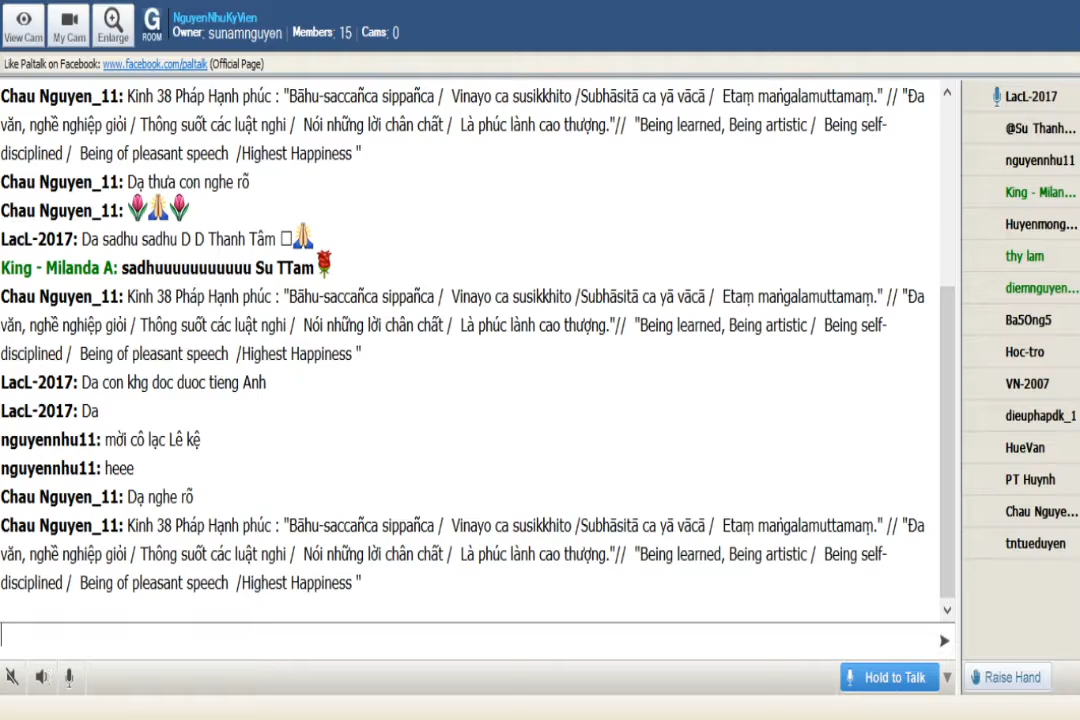 View Cam
My Cam
Enlarge
G
ROOM
NguyenNhuKyVien
Owner: sunamnguyen | Members: 15 | Cams: 0
Like Paltalk on Facebook: www.facebook.com/paltalk (Official Page)
Chau Nguyen_11: Kinh 38 Pháp Hạnh phúc : "Bāhu-saccañca sippañca / Vinayo ca susikkhito /Subhāsitā ca yā vācā / Etaṃ maṅgalamuttamaṃ." // "Đa
văn, nghề nghiệp giỏi / Thông suốt các luật nghi / Nói những lời chân chất / Là phúc lành cao thượng."// "Being learned, Being artistic / Being self-
disciplined / Being of pleasant speech /Highest Happiness "
Chau Nguyen_11: Dạ thưa con nghe rõ
Chau Nguyen_11: 🌷🙏🌷
LacL-2017: Da sadhu sadhu D D Thanh Tâm □🙏
King - Milanda A: sadhuuuuuuuuuuu Su TTam🌹
Chau Nguyen_11: Kinh 38 Pháp Hạnh phúc : "Bāhu-saccañca sippañca / Vinayo ca susikkhito /Subhāsitā ca yā vācā / Etaṃ maṅgalamuttamaṃ." // "Đa
văn, nghề nghiệp giỏi / Thông suốt các luật nghi / Nói những lời chân chất / Là phúc lành cao thượng."// "Being learned, Being artistic / Being self-
disciplined / Being of pleasant speech /Highest Happiness "
LacL-2017: Da con khg doc duoc tieng Anh
LacL-2017: Da
nguyennhu11: mời cô lạc Lê kệ
nguyennhu11: heee
Chau Nguyen_11: Dạ nghe rõ
Chau Nguyen_11: Kinh 38 Pháp Hạnh phúc : "Bāhu-saccañca sippañca / Vinayo ca susikkhito /Subhāsitā ca yā vācā / Etaṃ maṅgalamuttamaṃ." // "Đa
văn, nghề nghiệp giỏi / Thông suốt các luật nghi / Nói những lời chân chất / Là phúc lành cao thượng."// "Being learned, Being artistic / Being self-
disciplined / Being of pleasant speech /Highest Happiness "
Hold to Talk
LacL-2017
@Su Thanh...
nguyennhu11
King - Milan...
Huyenmong...
thy lam
diemnguyen...
Ba5Ong5
Hoc-tro
VN-2007
dieuphapdk_1
HueVan
PT Huynh
Chau Nguye...
tntueduyen
Raise Hand